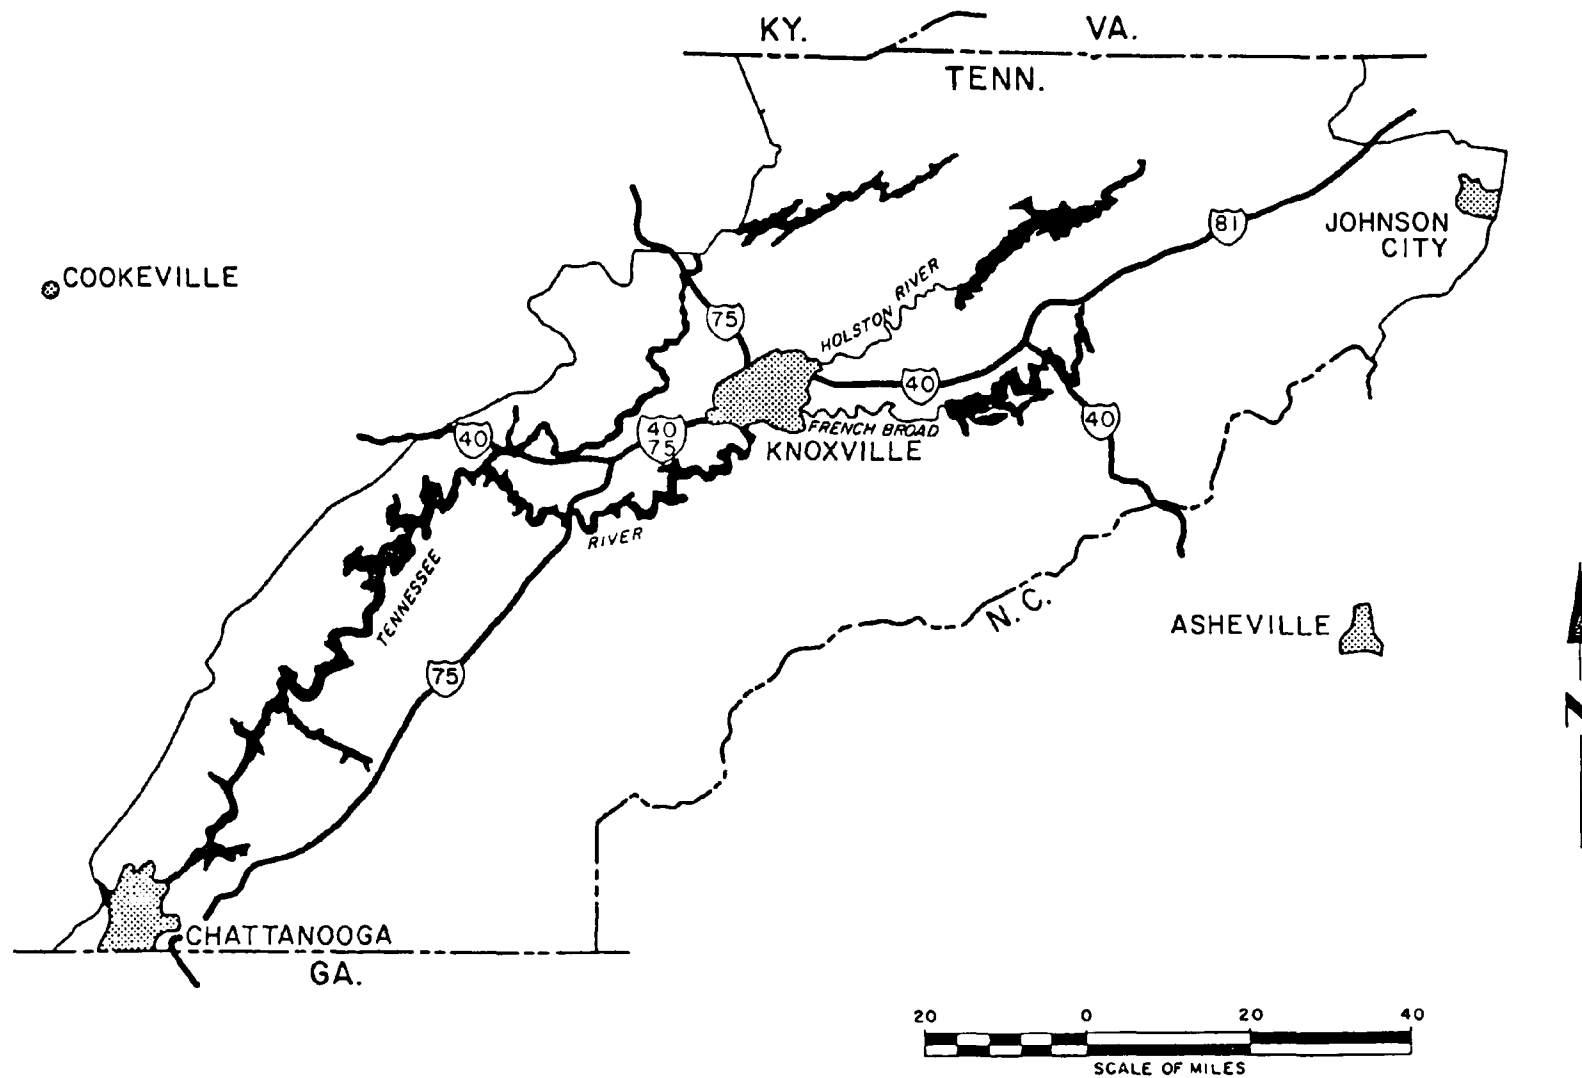 KY.
VA.
TENN.
JOHNSON
CITY
81
COOKEVILLE
HOLSTON RIVER
75
40
40
40
40
75
FRENCH BROAD
KNOXVILLE
RIVER
TENNESSEE
N.C.
ASHEVILLE
75
N
CHATTANOOGA
GA.
20 0 20 40
SCALE OF MILES